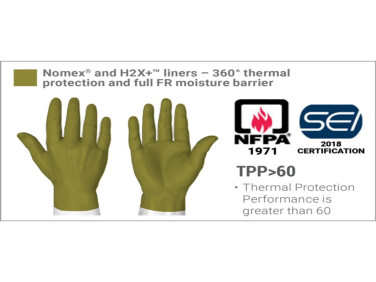 Nomex® and H2X+™ liners – 360° thermal
protection and full FR moisture barrier
NFPA®
1971
SEI
2018
CERTIFICATION
TPP>60
• Thermal Protection
Performance is
greater than 60